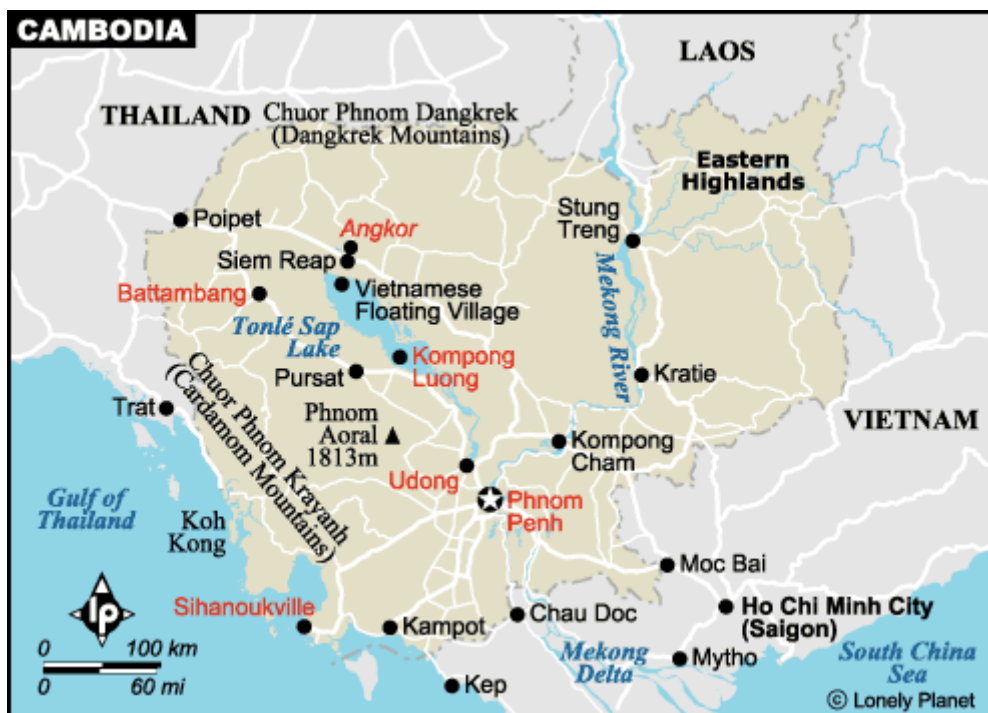 CAMBODIA
LAOS
THAILAND
Chuor Phnom Dangkrek
(Dangkrek Mountains)
Eastern
Highlands
Poipet
Stung
Treng
Angkor
Siem Reap
Battambang
Vietnamese
Floating Village
Mekong River
Tonlé Sap
Lake
Kompong
Luong
Pursat
Kratie
Chuor Phnom Krayanh
(Cardamom Mountains)
Trat
Phnom
Aoral
1813m
VIETNAM
Kompong
Cham
Udong
Gulf of
Thailand
Koh
Kong
Phnom
Penh
Moc Bai
Sihanoukville
Kampot
Chau Doc
Ho Chi Minh City
(Saigon)
lp
0 100 km
0 60 mi
Mekong
Delta
Mytho
South China
Sea
Kep
© Lonely Planet